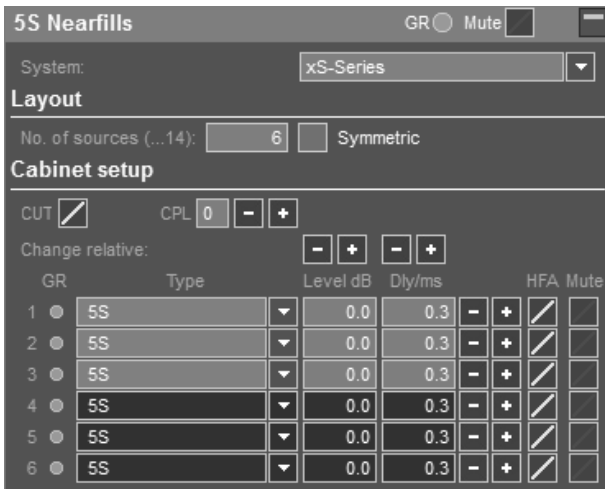 5S Nearfills GR Mute
System: xS-Series
Layout
No. of sources (...14): 6 Symmetric
Cabinet setup
CUT CPL 0 - +
Change relative: - + - +
GR Type Level dB Dly/ms HFA Mute
1 5S 0.0 0.3 - +
2 5S 0.0 0.3 - +
3 5S 0.0 0.3 - +
4 5S 0.0 0.3 - +
5 5S 0.0 0.3 - +
6 5S 0.0 0.3 - +